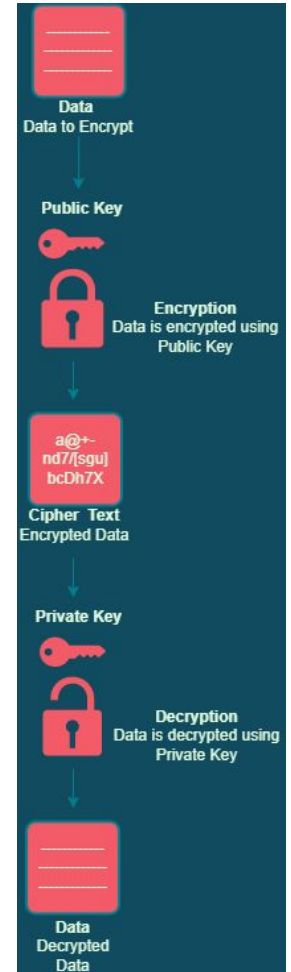 Data
Data to Encrypt
Public Key
Encryption
Data is encrypted using
Public Key
a@+-
nd7/[sgu]
bcDh7X
Cipher Text
Encrypted Data
Private Key
Decryption
Data is decrypted using
Private Key
Data
Decrypted
Data